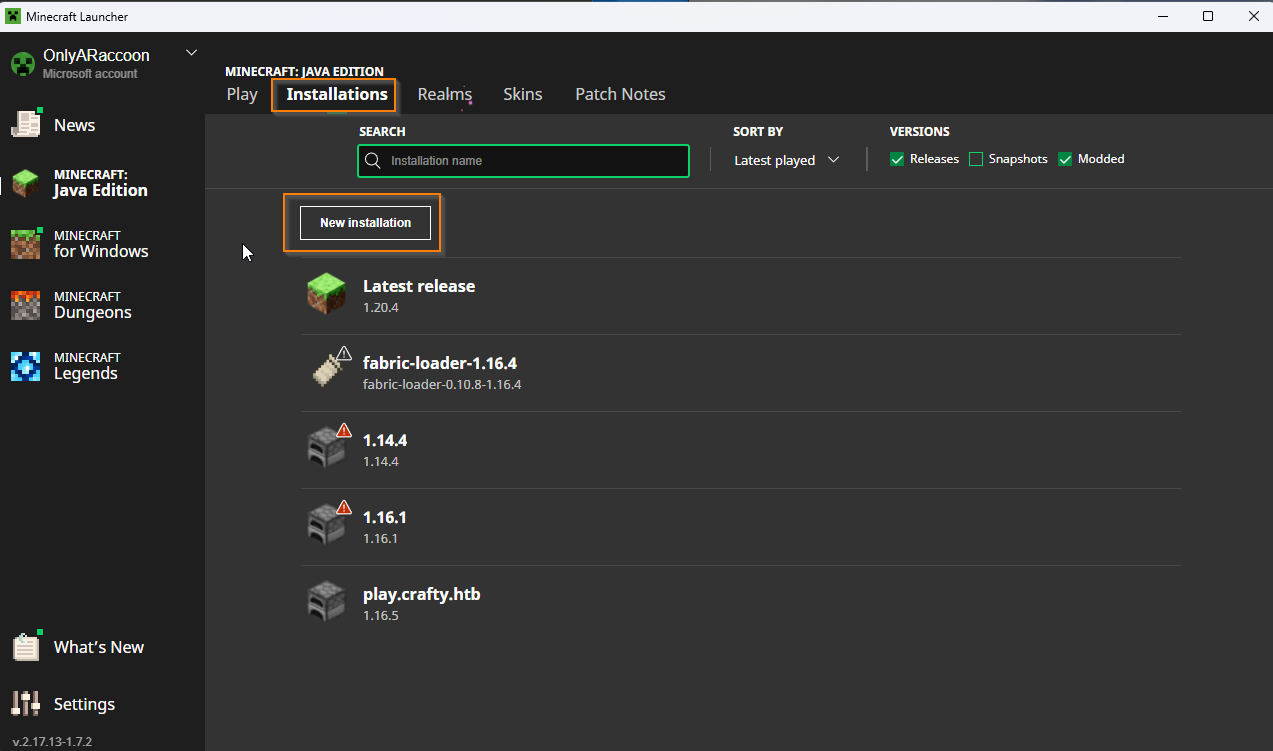 Minecraft Launcher
OnlyARaccoon
Microsoft account
News
MINECRAFT:
Java Edition
MINECRAFT
for Windows
MINECRAFT
Dungeons
MINECRAFT
Legends
What's New
Settings
v.2.17.13-1.7.2
MINECRAFT: JAVA EDITION
Play Installations Realms Skins Patch Notes
SEARCH SORT BY VERSIONS
Installation name Latest played Releases Snapshots Modded
New installation
Latest release
1.20.4
fabric-loader-1.16.4
fabric-loader-0.10.8-1.16.4
1.14.4
1.14.4
1.16.1
1.16.1
play.crafty.htb
1.16.5